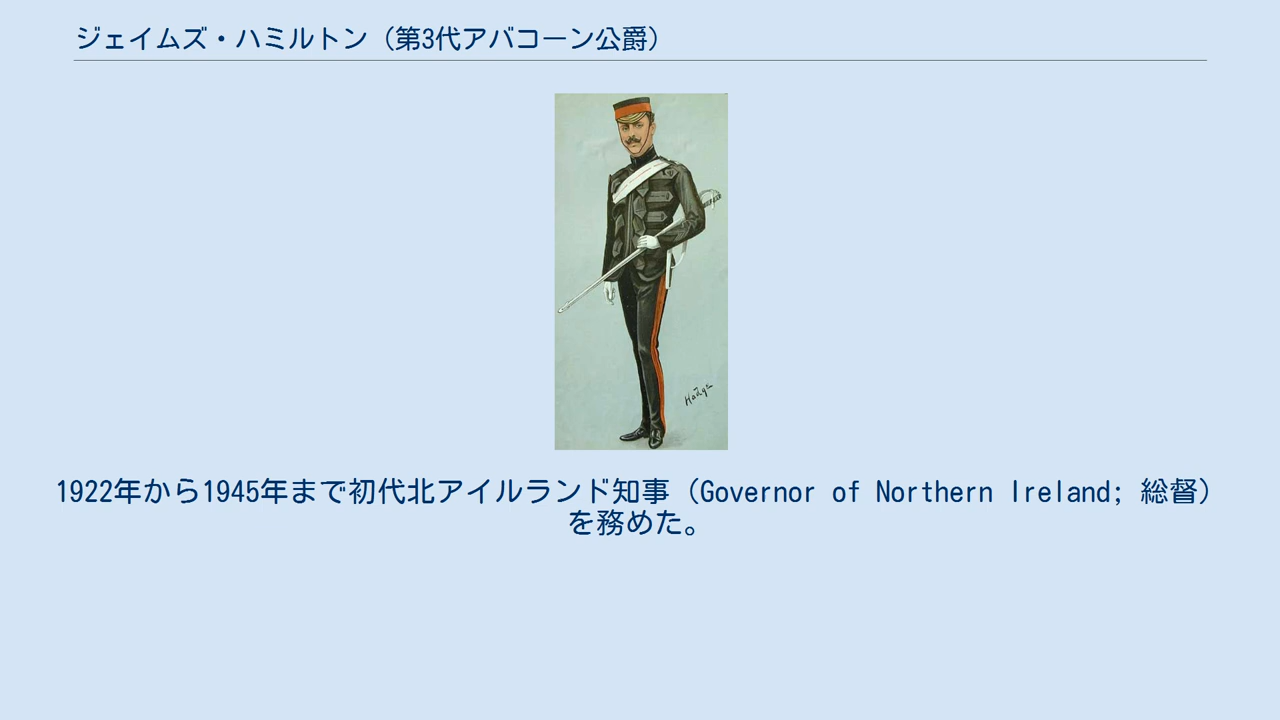 ジェイムズ・ハミルトン（第3代アバコーン公爵）
Hadge
1922年から1945年まで初代北アイルランド知事（Governor of Northern Ireland; 総督）
を務めた。